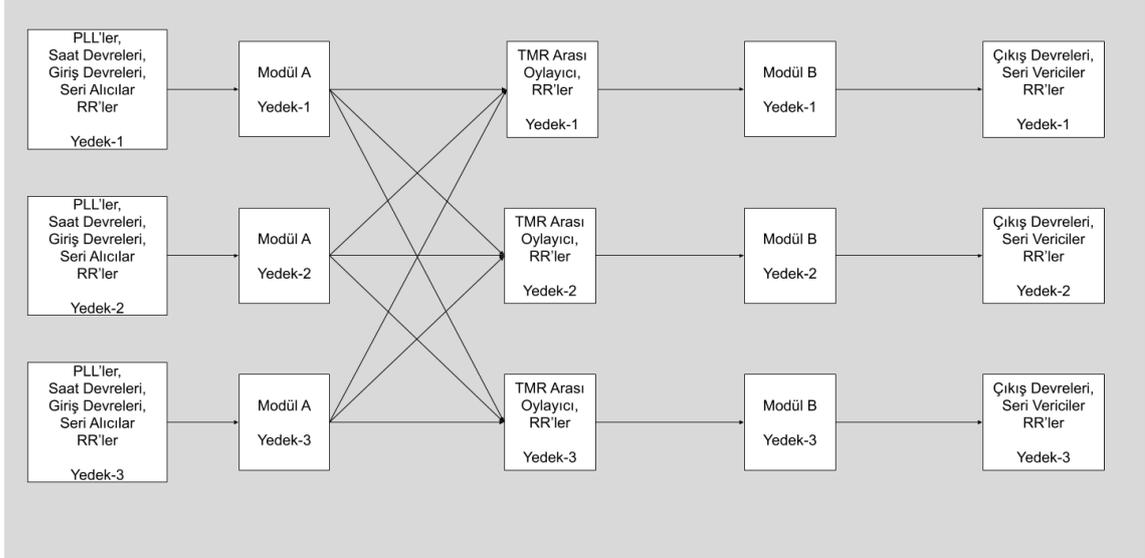 PLL'ler,
Saat Devreleri,
Giriş Devreleri,
Seri Alıcılar
RR'ler
Yedek-1
Modül A
Yedek-1
TMR Arası
Oylayıcı,
RR'ler
Yedek-1
Modül B
Yedek-1
Çıkış Devreleri,
Seri Vericiler
RR'ler
Yedek-1
PLL'ler,
Saat Devreleri,
Giriş Devreleri,
Seri Alıcılar
RR'ler
Yedek-2
Modül A
Yedek-2
TMR Arası
Oylayıcı,
RR'ler
Yedek-2
Modül B
Yedek-2
Çıkış Devreleri,
Seri Vericiler
RR'ler
Yedek-2
PLL'ler,
Saat Devreleri,
Giriş Devreleri,
Seri Alıcılar
RR'ler
Yedek-3
Modül A
Yedek-3
TMR Arası
Oylayıcı,
RR'ler
Yedek-3
Modül B
Yedek-3
Çıkış Devreleri,
Seri Vericiler
RR'ler
Yedek-3